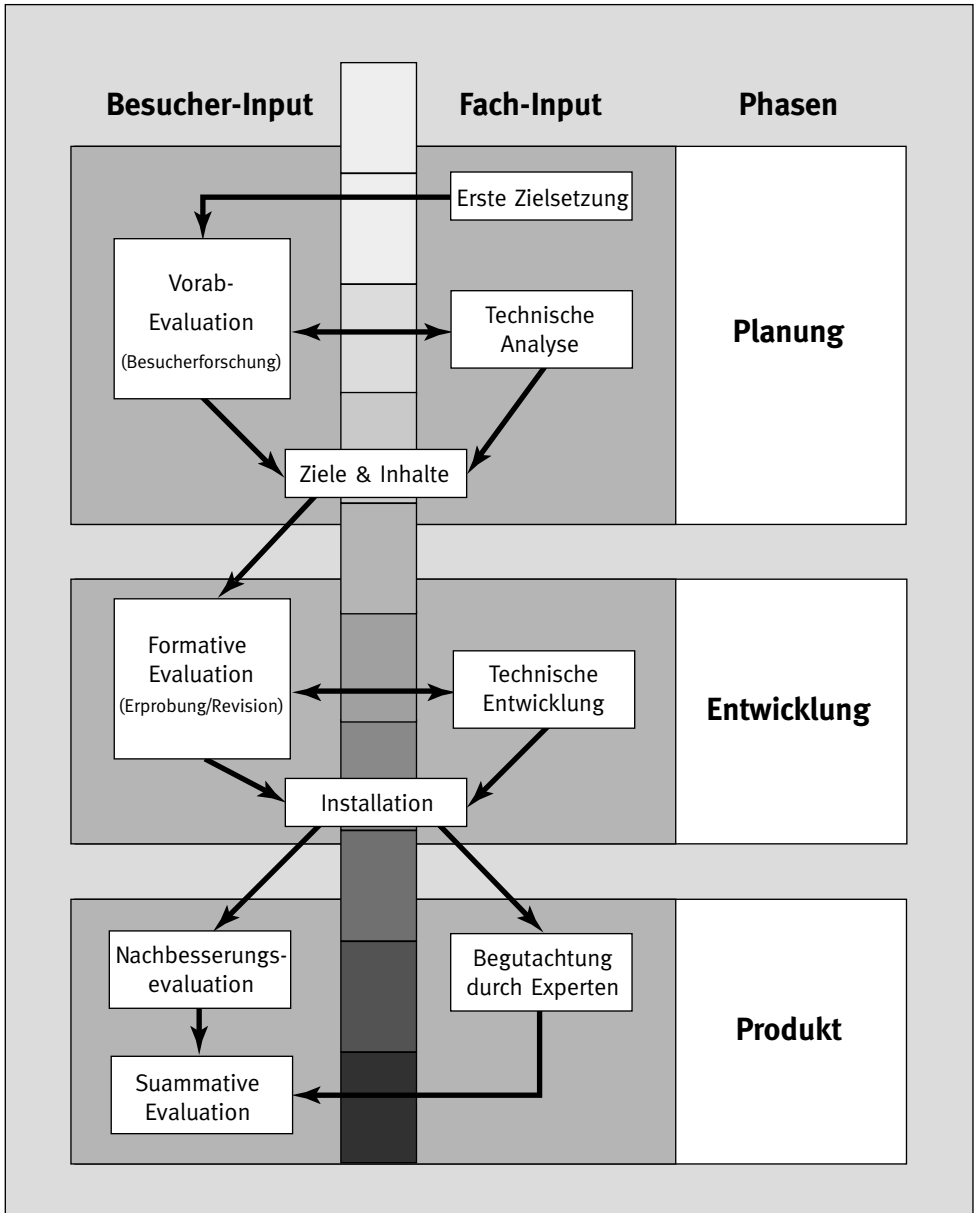 Besucher-Input
Fach-Input
Phasen
Erste Zielsetzung
Vorab-
Evaluation
(Besucherforschung)
Technische
Analyse
Planung
Ziele & Inhalte
Formative
Evaluation
(Erprobung/Revision)
Technische
Entwicklung
Entwicklung
Installation
Nachbesserungs-
evaluation
Begutachtung
durch Experten
Produkt
Suammative
Evaluation